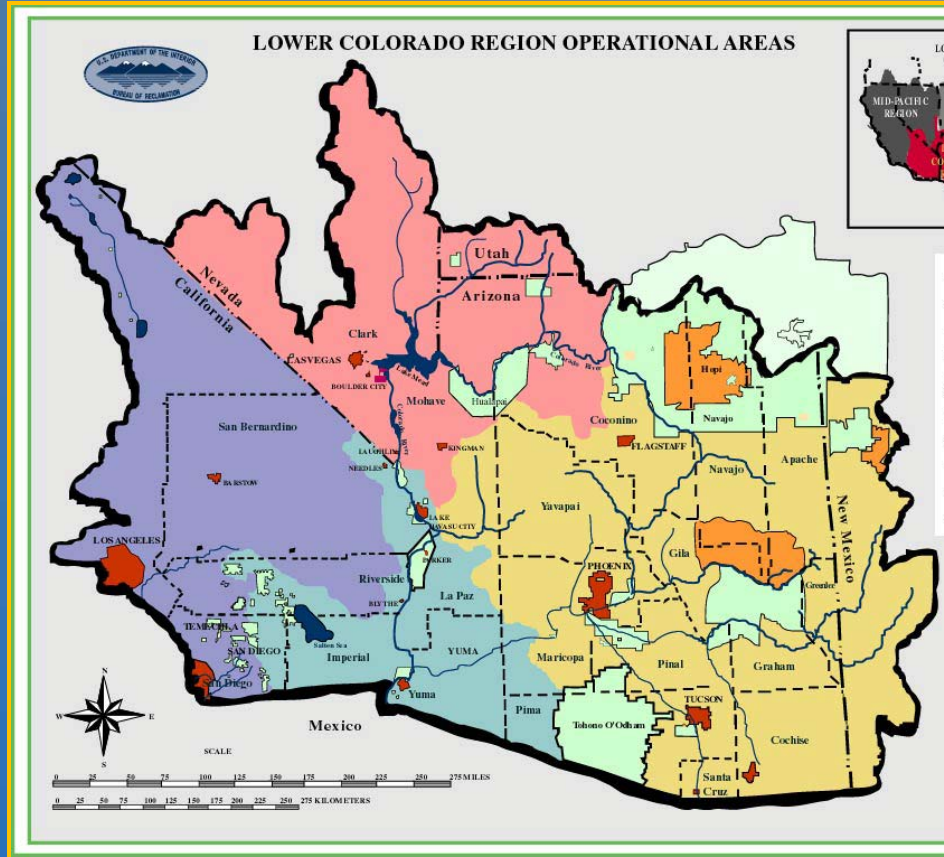 LOWER COLORADO REGION OPERATIONAL AREAS
U.S. DEPARTMENT OF THE INTERIOR
BUREAU OF RECLAMATION
LO
MID-PACIFIC
REGION
CO
Utah
Nevada
California
Arizona
Clark
LAS VEGAS
Lake Mead
Colorado River
BOULDER CITY
Mohave
Hualapai
Hopi
Coconino
Navajo
San Bernardino
Colorado River
LAUGHLIN
KINGMAN
FLAGSTAFF
NEEDLES
Navajo
Apache
BARSTOW
Yavapai
New Mexico
LAKE
HAVASU CITY
LOS ANGELES
PARKER
Gila
PHOENIX
Riverside
Greenlee
BLYTHE
La Paz
TEMECULA
SAN DIEGO
Salton Sea
Imperial
YUMA
Maricopa
Pinal
Graham
San Diego
Yuma
Pima
TUCSON
Tohono O'Odham
Cochise
Mexico
N
W
E
S
SCALE
Santa
Cruz
0 25 50 75 100 125 150 175 200 225 250 275 MILES
0 25 50 75 100 125 150 175 200 225 250 275 KILOMETERS